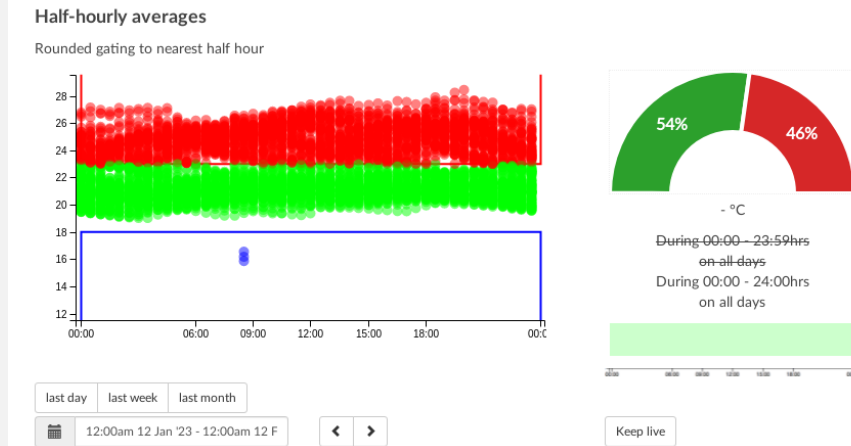 Half-hourly averages
Rounded gating to nearest half hour
28
26
24
22
20
18
16
14
12
00:00 06:00 09:00 12:00 15:00 18:00 00:0
54%
46%
- °C
During 00:00 - 23:59hrs
on all days
During 00:00 - 24:00hrs
on all days
last day last week last month
12:00am 12 Jan '23 - 12:00am 12 F
Keep live